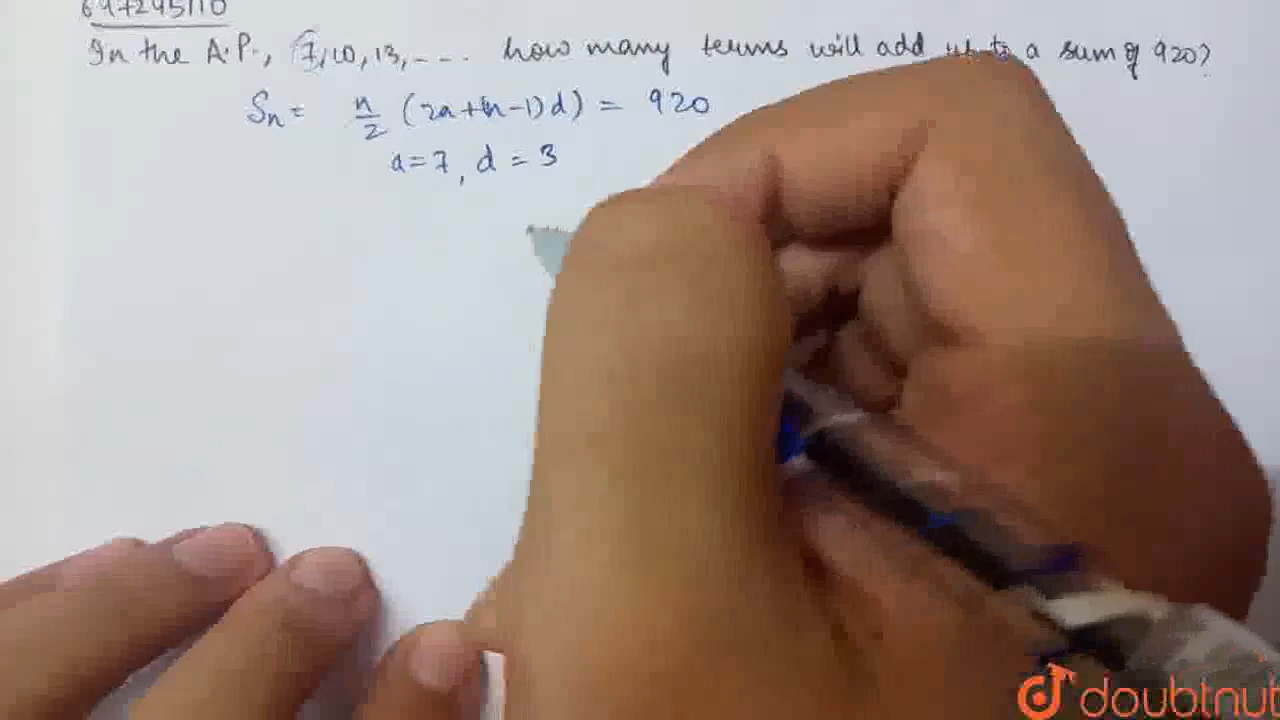 697245110
In the A.P., 7, 10, 13, --- how many terms will add up to a sum of 920?
Sn = n/2 (2a+(n-1)d) = 920
a=7, d=3
doubtnut